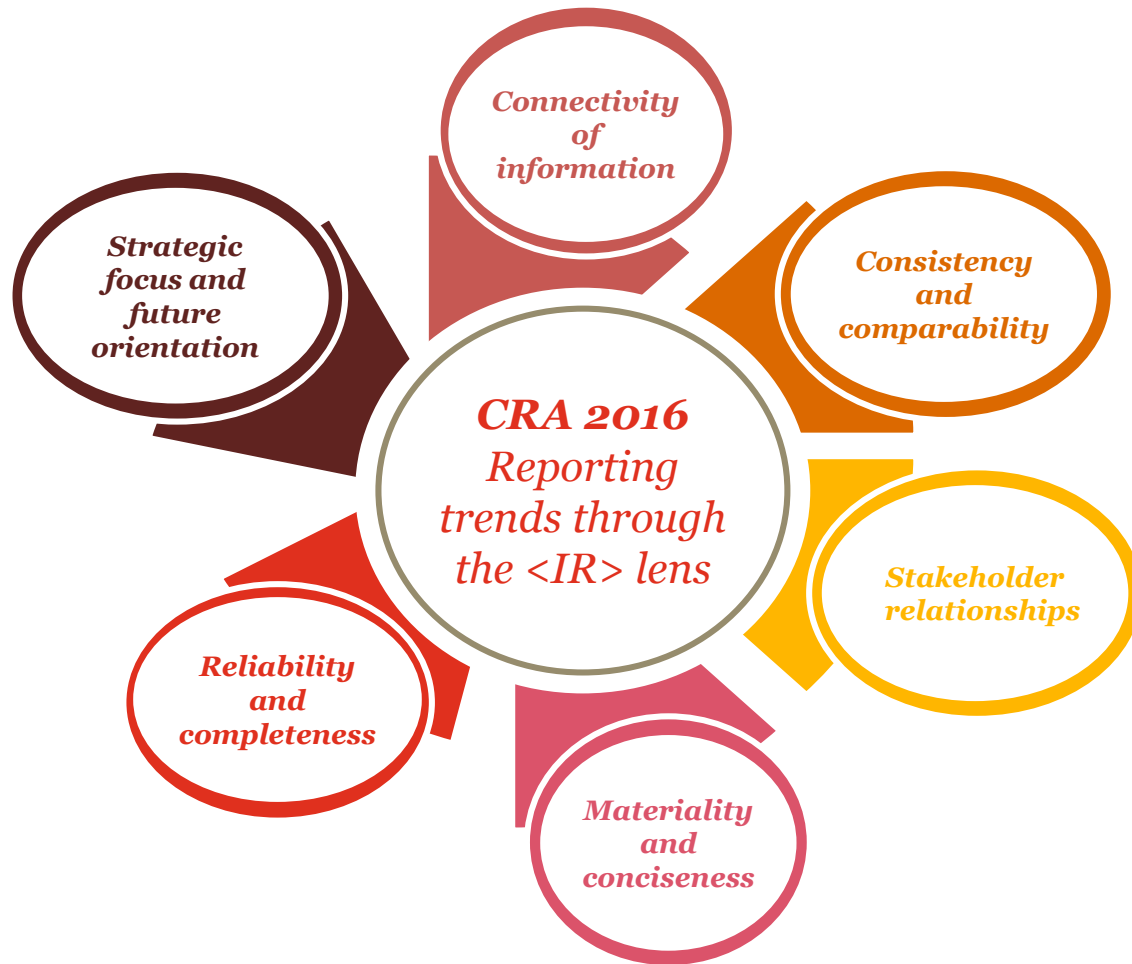 Connectivity
of
information
Strategic
focus and
future
orientation
Consistency
and
comparability
CRA 2016
Reporting
trends through
the <IR> lens
Stakeholder
relationships
Reliability
and
completeness
Materiality
and
conciseness